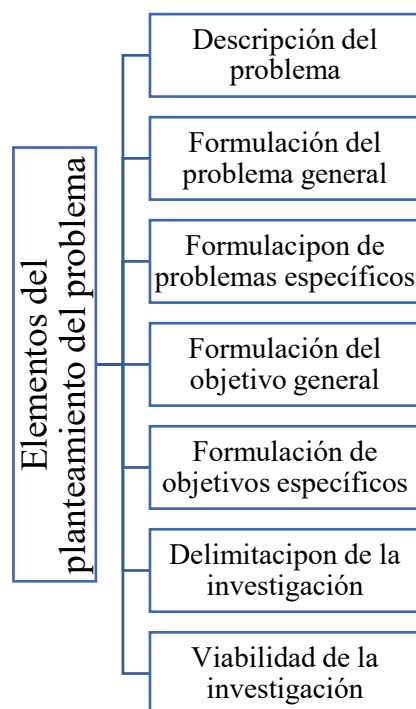 Elementos del
planteamiento del problema
Descripción del
problema
Formulación del
problema general
Formulacipon de
problemas específicos
Formulación del
objetivo general
Formulación de
objetivos específicos
Delimitacipon de la
investigación
Viabilidad de la
investigación